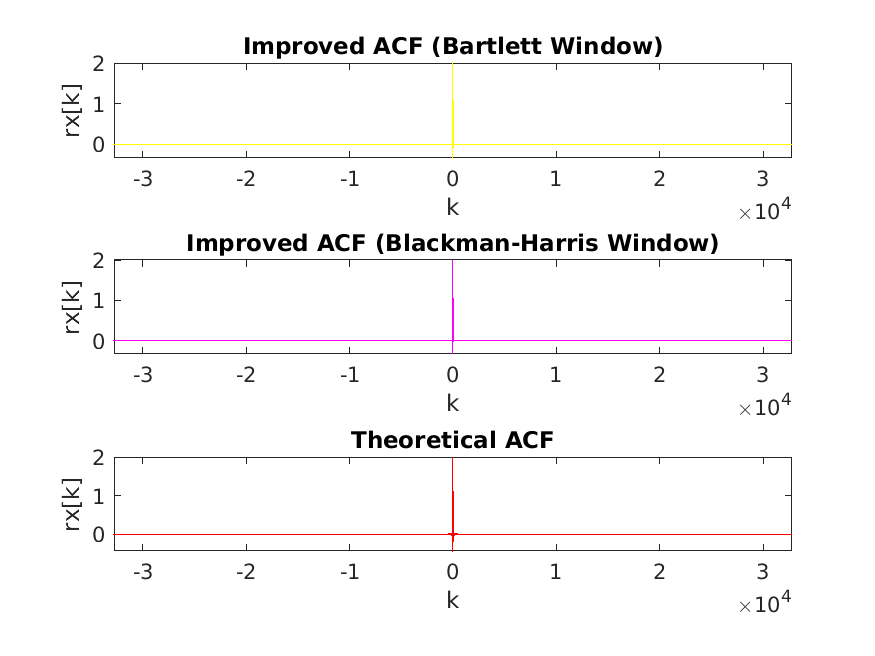 Improved ACF (Bartlett Window)
rx[k]
2
1
0
-3 -2 -1 0 1 2 3
k
×10^4
Improved ACF (Blackman-Harris Window)
rx[k]
2
1
0
-3 -2 -1 0 1 2 3
k
×10^4
Theoretical ACF
rx[k]
2
1
0
-3 -2 -1 0 1 2 3
k
×10^4